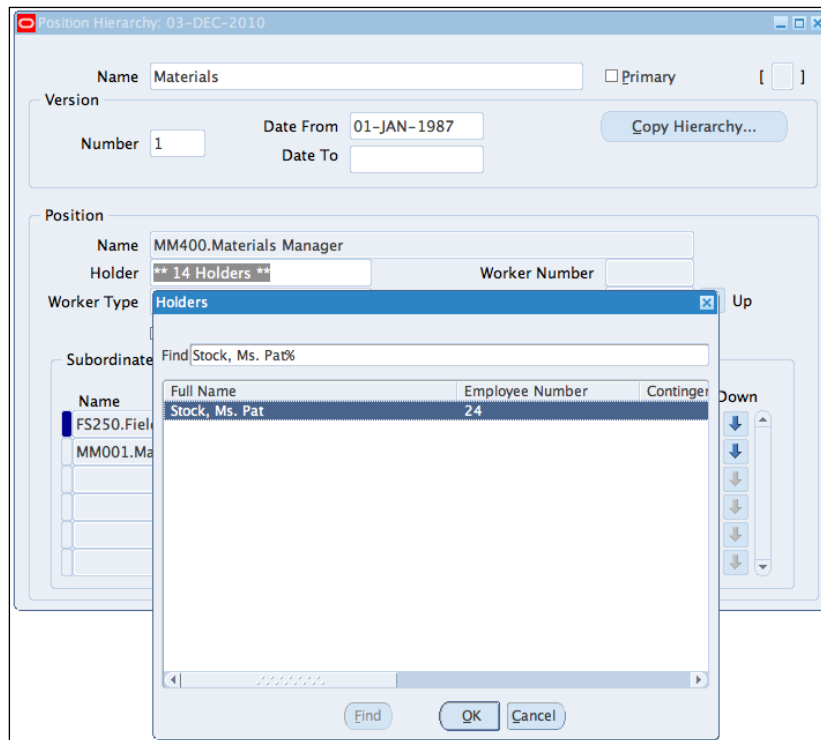 Position Hierarchy: 03-DEC-2010
Name Materials Primary [ ]
Version
Number 1
Date From 01-JAN-1987
Copy Hierarchy...
Date To
Position
Name MM400.Materials Manager
Holder ** 14 Holders ** Worker Number
Worker Type Up
Holders
Find Stock, Ms. Pat%
Subordinate
Name Down
Full Name Employee Number Continger
Stock, Ms. Pat 24
FS250.Fiel
MM001.Ma
Find OK Cancel